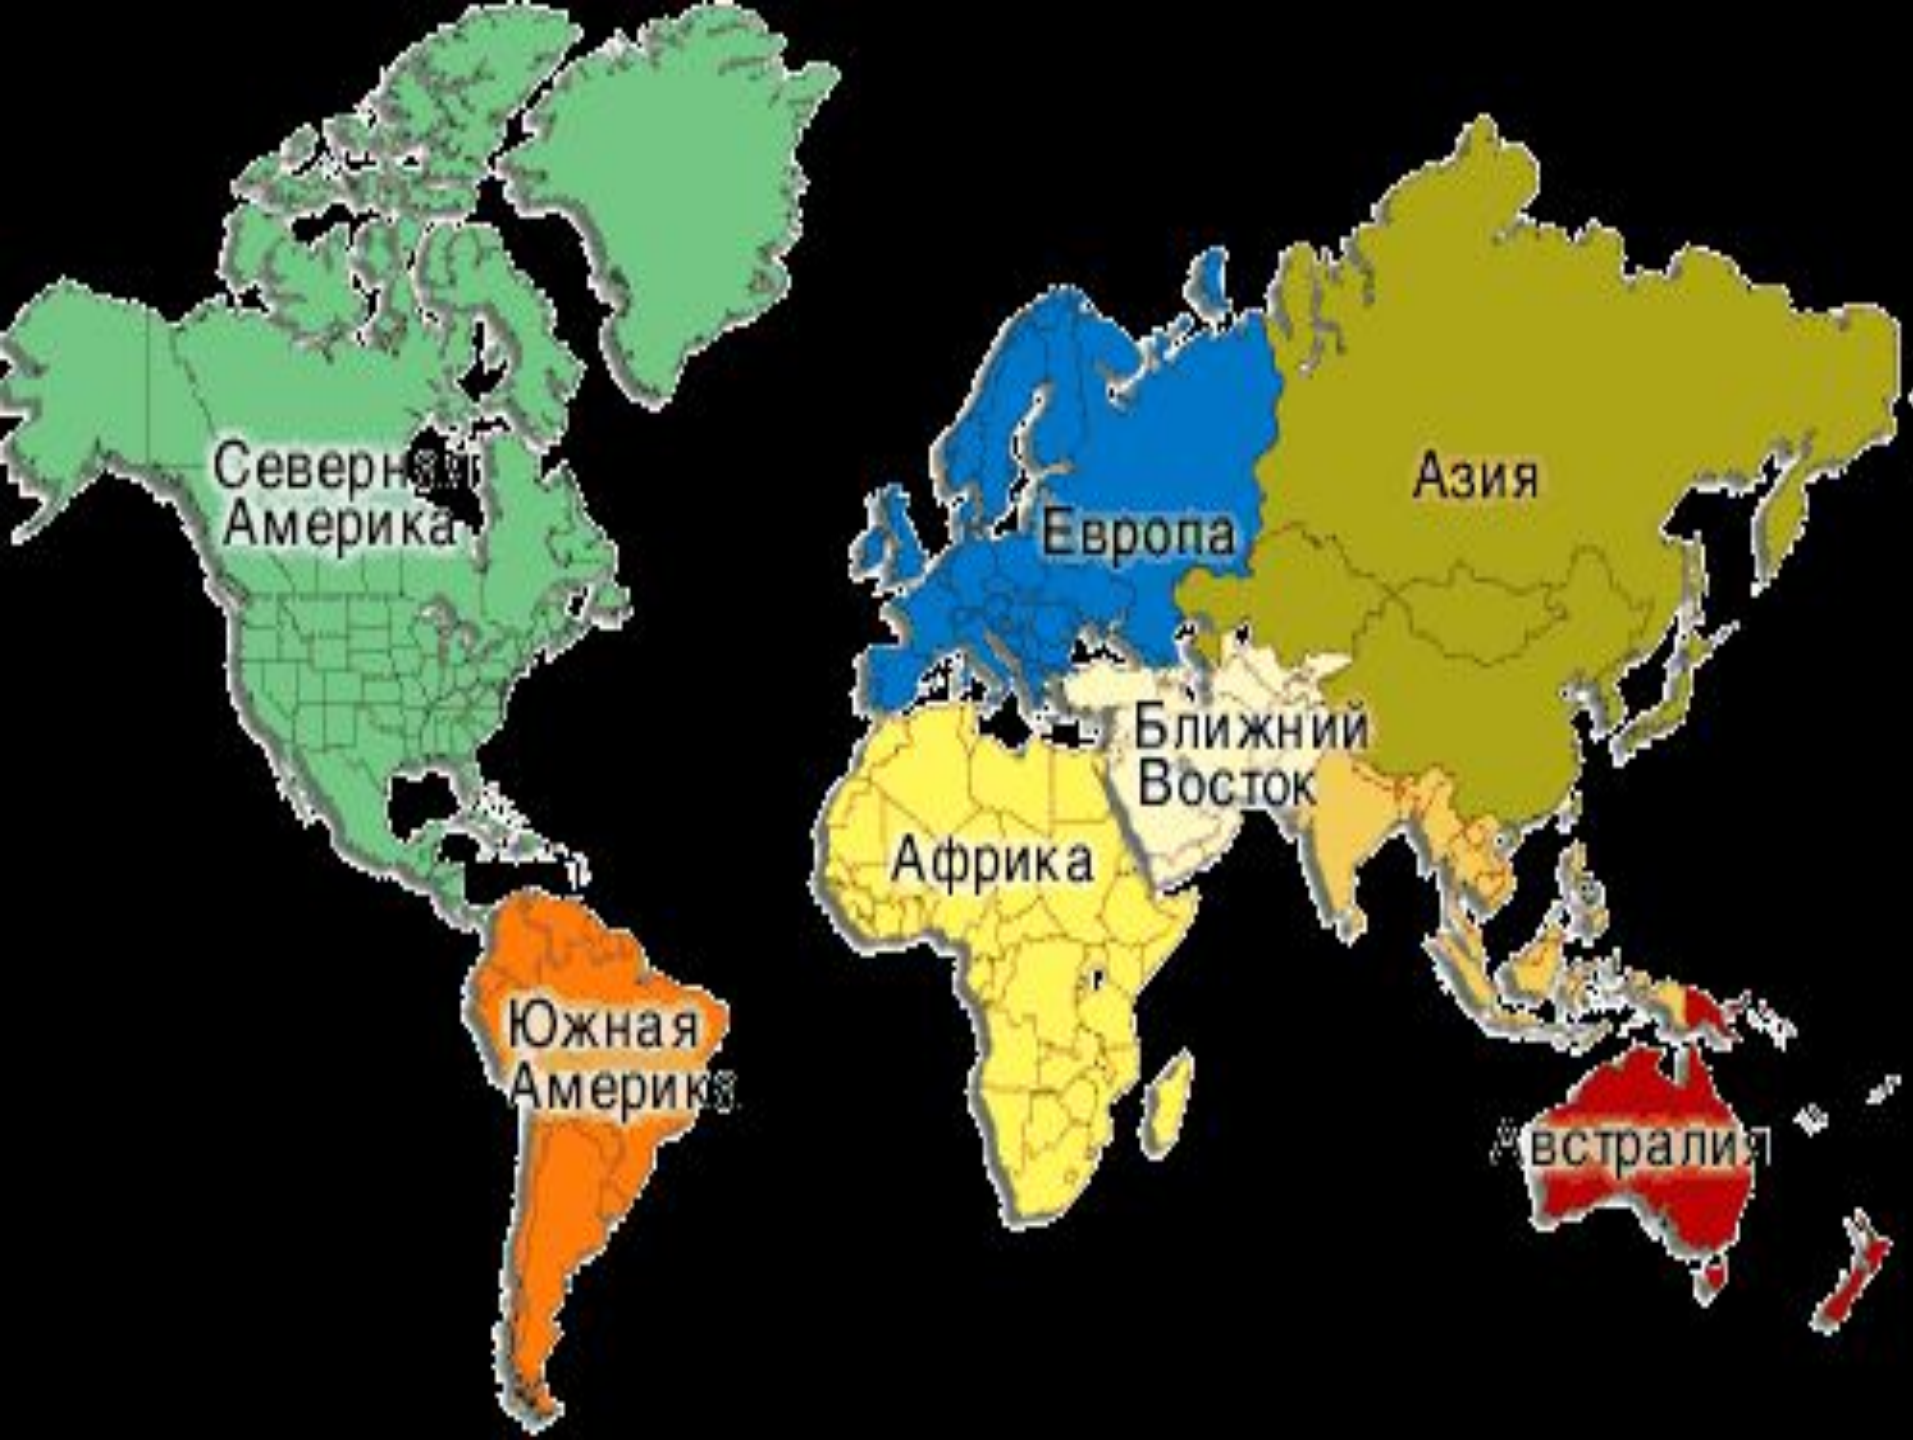 Северная
Америка
Азия
Европа
Ближний
Восток
Африка
Южная
Америка
Австралия